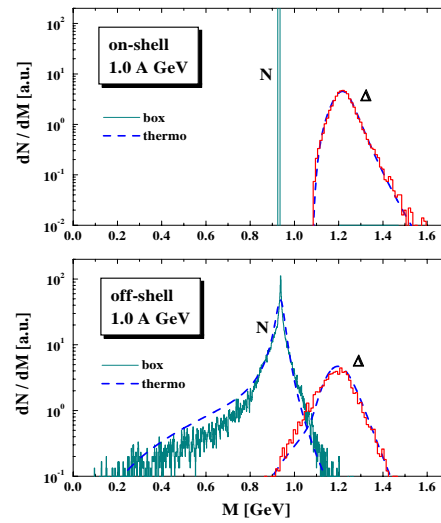 on-shell
1.0 A GeV
N
Δ
box
thermo
dN / dM [a.u.]
10²
10¹
10⁰
10⁻¹
10⁻²
0.0 0.2 0.4 0.6 0.8 1.0 1.2 1.4 1.6
off-shell
1.0 A GeV
N
Δ
box
thermo
dN / dM [a.u.]
10²
10¹
10⁰
10⁻¹
0.0 0.2 0.4 0.6 0.8 1.0 1.2 1.4 1.6
M [GeV]